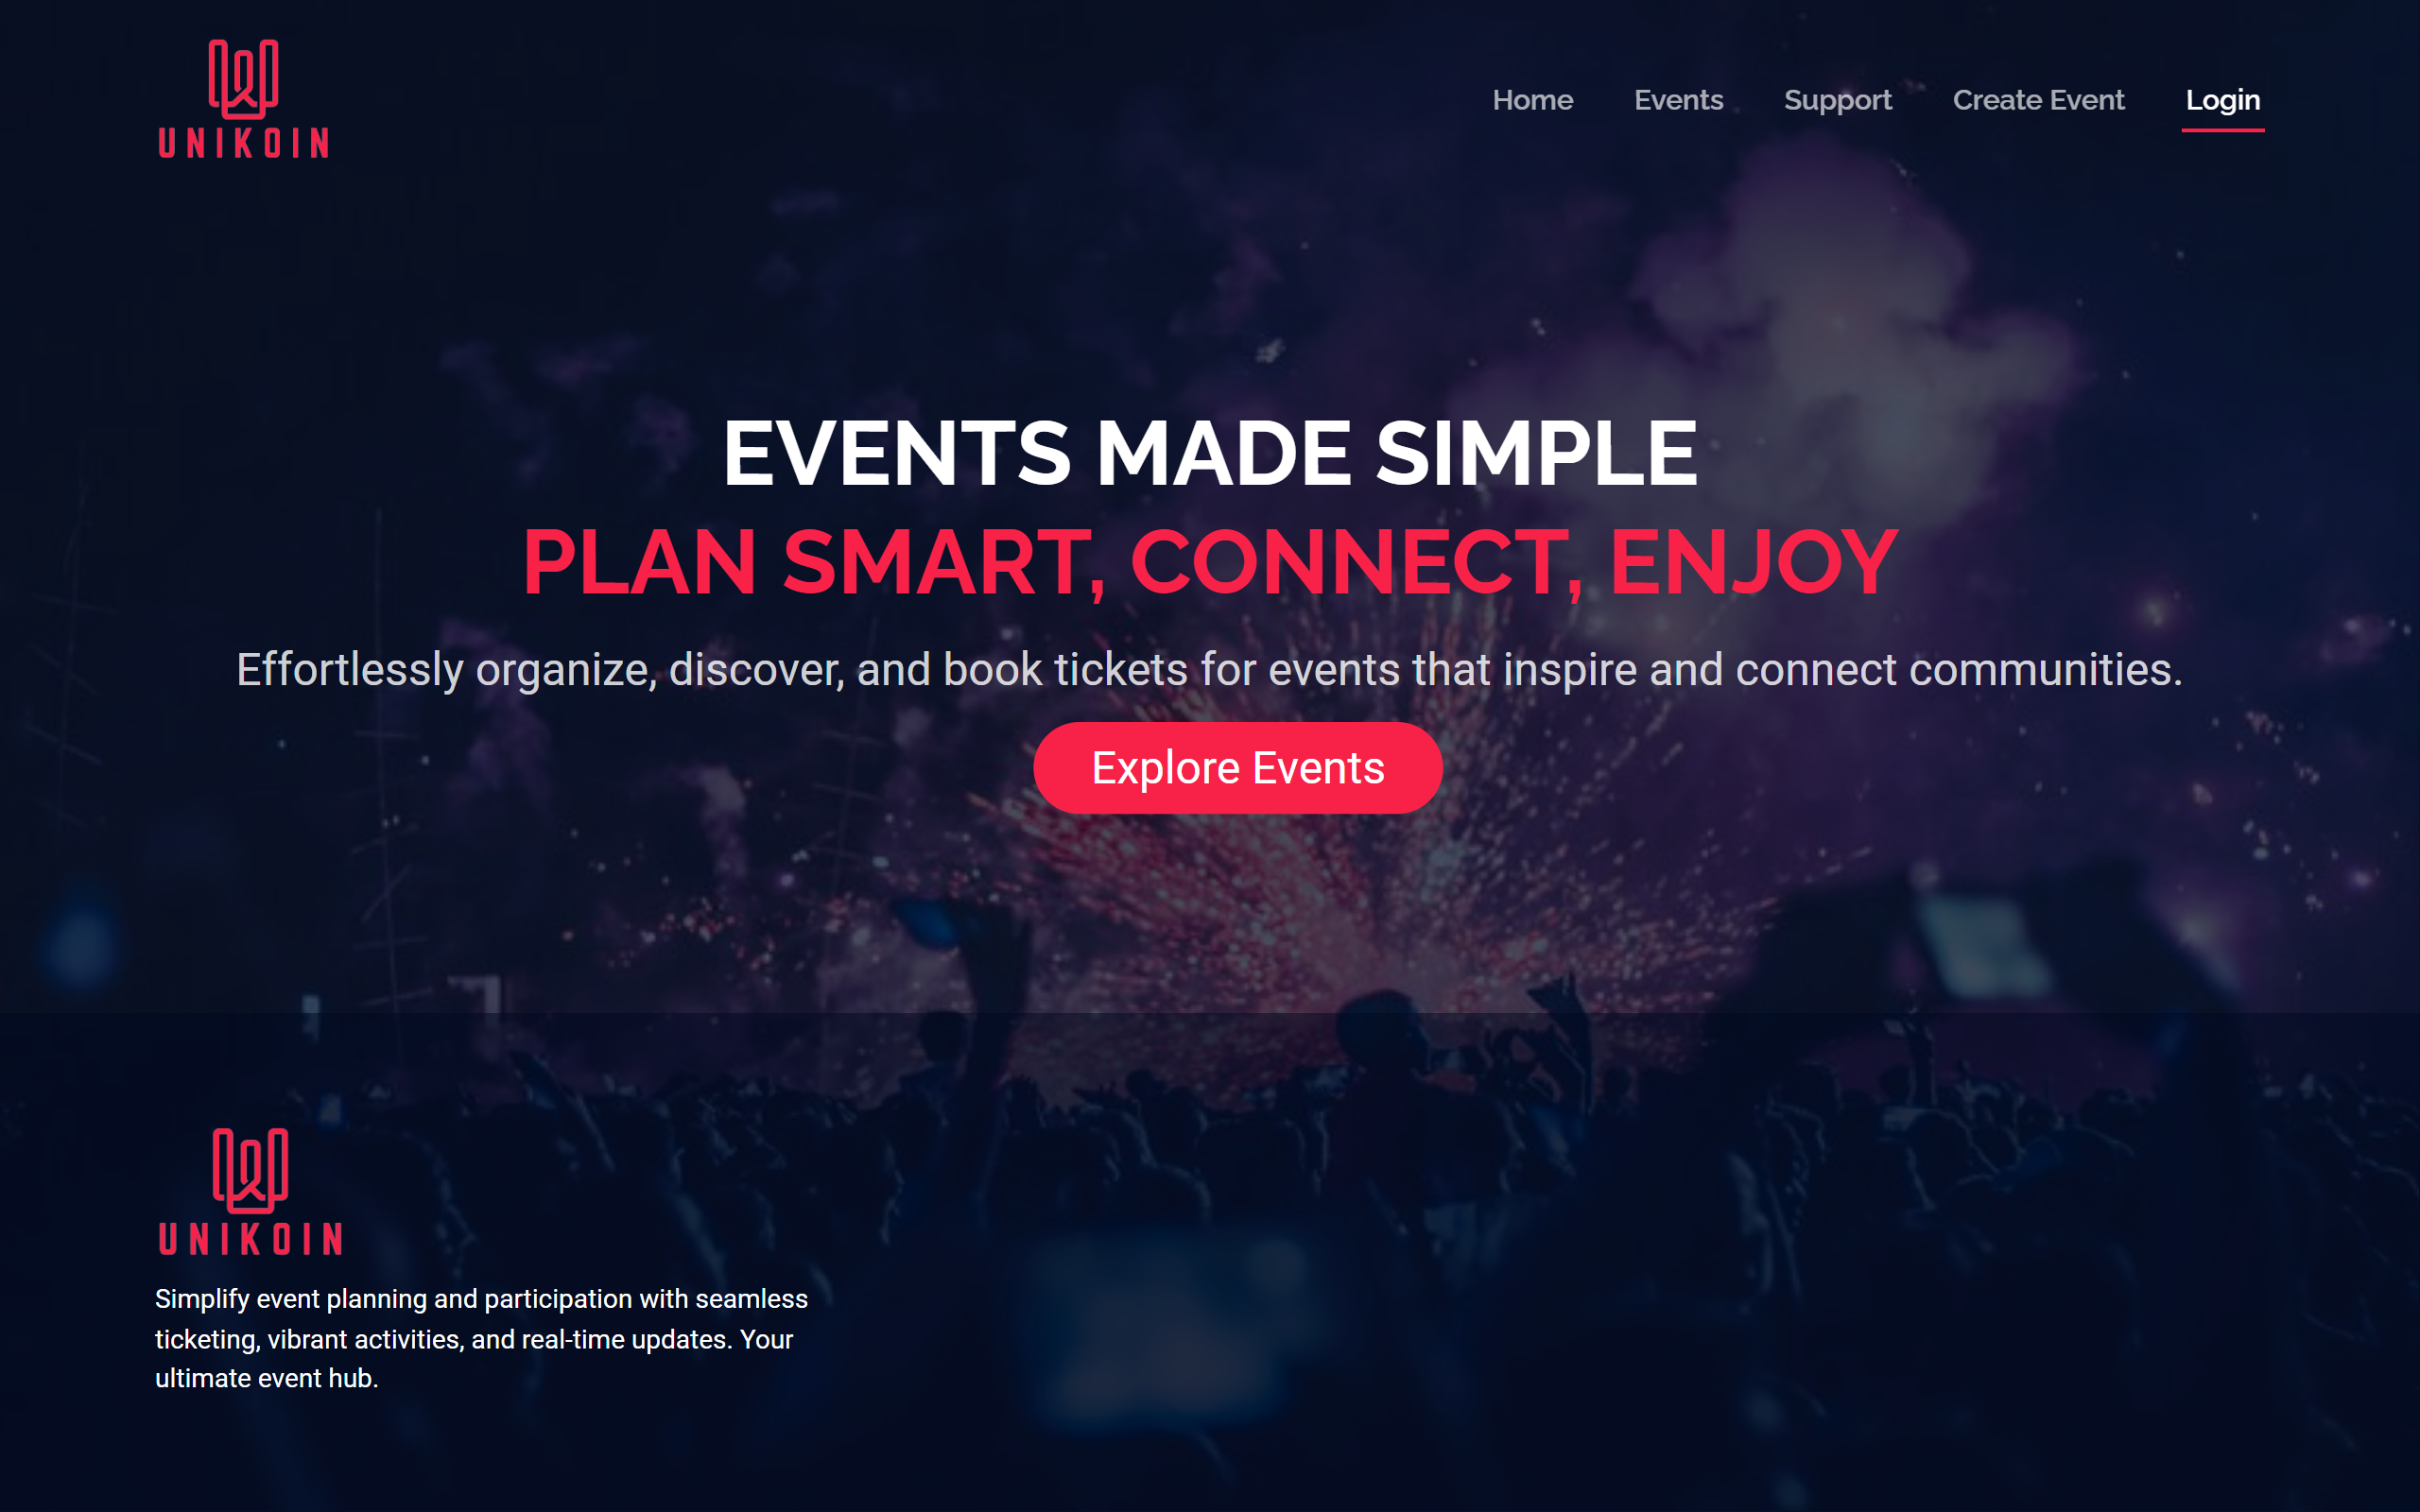 UNIKOIN
Home Events Support Create Event Login
EVENTS MADE SIMPLE
PLAN SMART, CONNECT, ENJOY
Effortlessly organize, discover, and book tickets for events that inspire and connect communities.
Explore Events
UNIKOIN
Simplify event planning and participation with seamless
ticketing, vibrant activities, and real-time updates. Your
ultimate event hub.